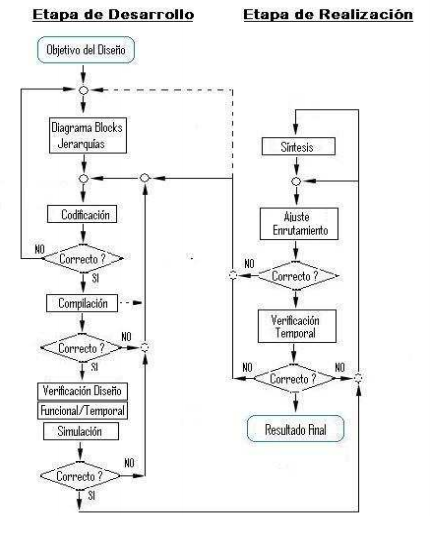 Etapa de Desarrollo
Objetivo del Diseño
Diagrama Blocks
Jerarquías
Codificación
NO
Correcto ?
SI
Compilación
NO
Correcto ?
SI
Verificación Diseño
Funcional/Temporal
Simulación
NO
Correcto ?
SI
Etapa de Realización
Síntesis
Ajuste
Enrutamiento
NO
Correcto ?
Verificación
Temporal
NO
NO
Correcto ?
Resultado Final